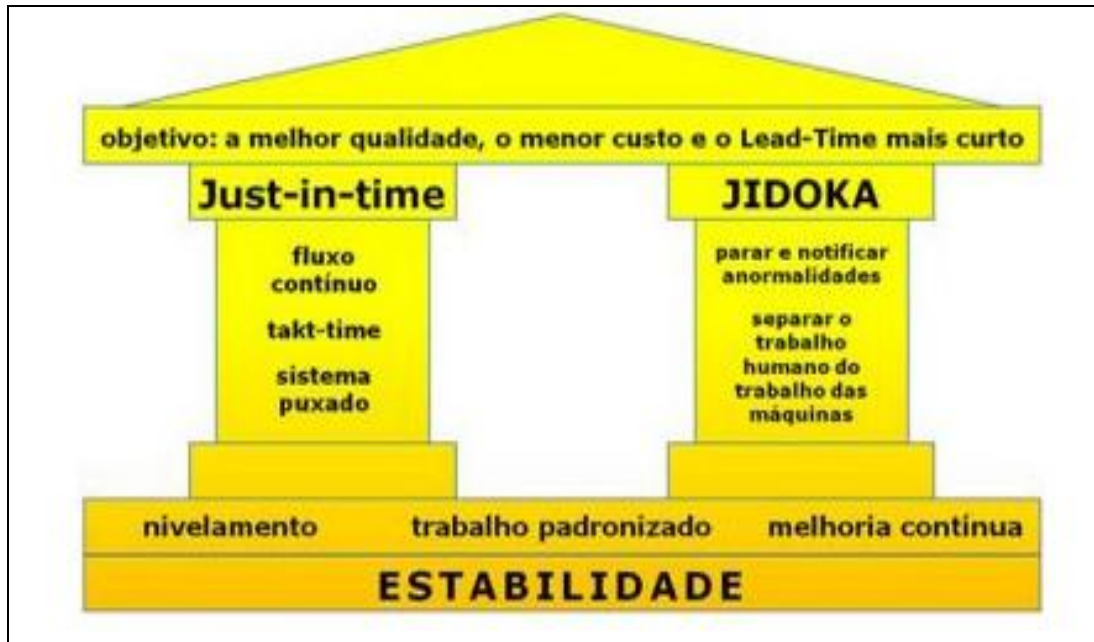 objetivo: a melhor qualidade, o menor custo e o Lead-Time mais curto
Just-in-time
fluxo
contínuo
takt-time
sistema
puxado
JIDOKA
parar e notificar
anormalidades
separar o
trabalho
humano do
trabalho das
máquinas
nivelamento trabalho padronizado melhoria contínua
ESTABILIDADE